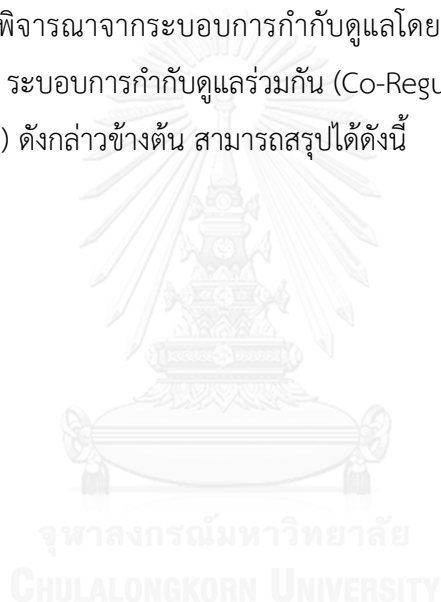 พิจารณาจากระบอบการกำกับดูแลโดย
ระบอบการกำกับดูแลร่วมกัน (Co-Regu
) ดังกล่าวข้างต้น สามารถสรุปได้ดังนี้
จุฬาลงกรณ์มหาวิทยาลัย
CHULALONGKORN UNIVERSITY